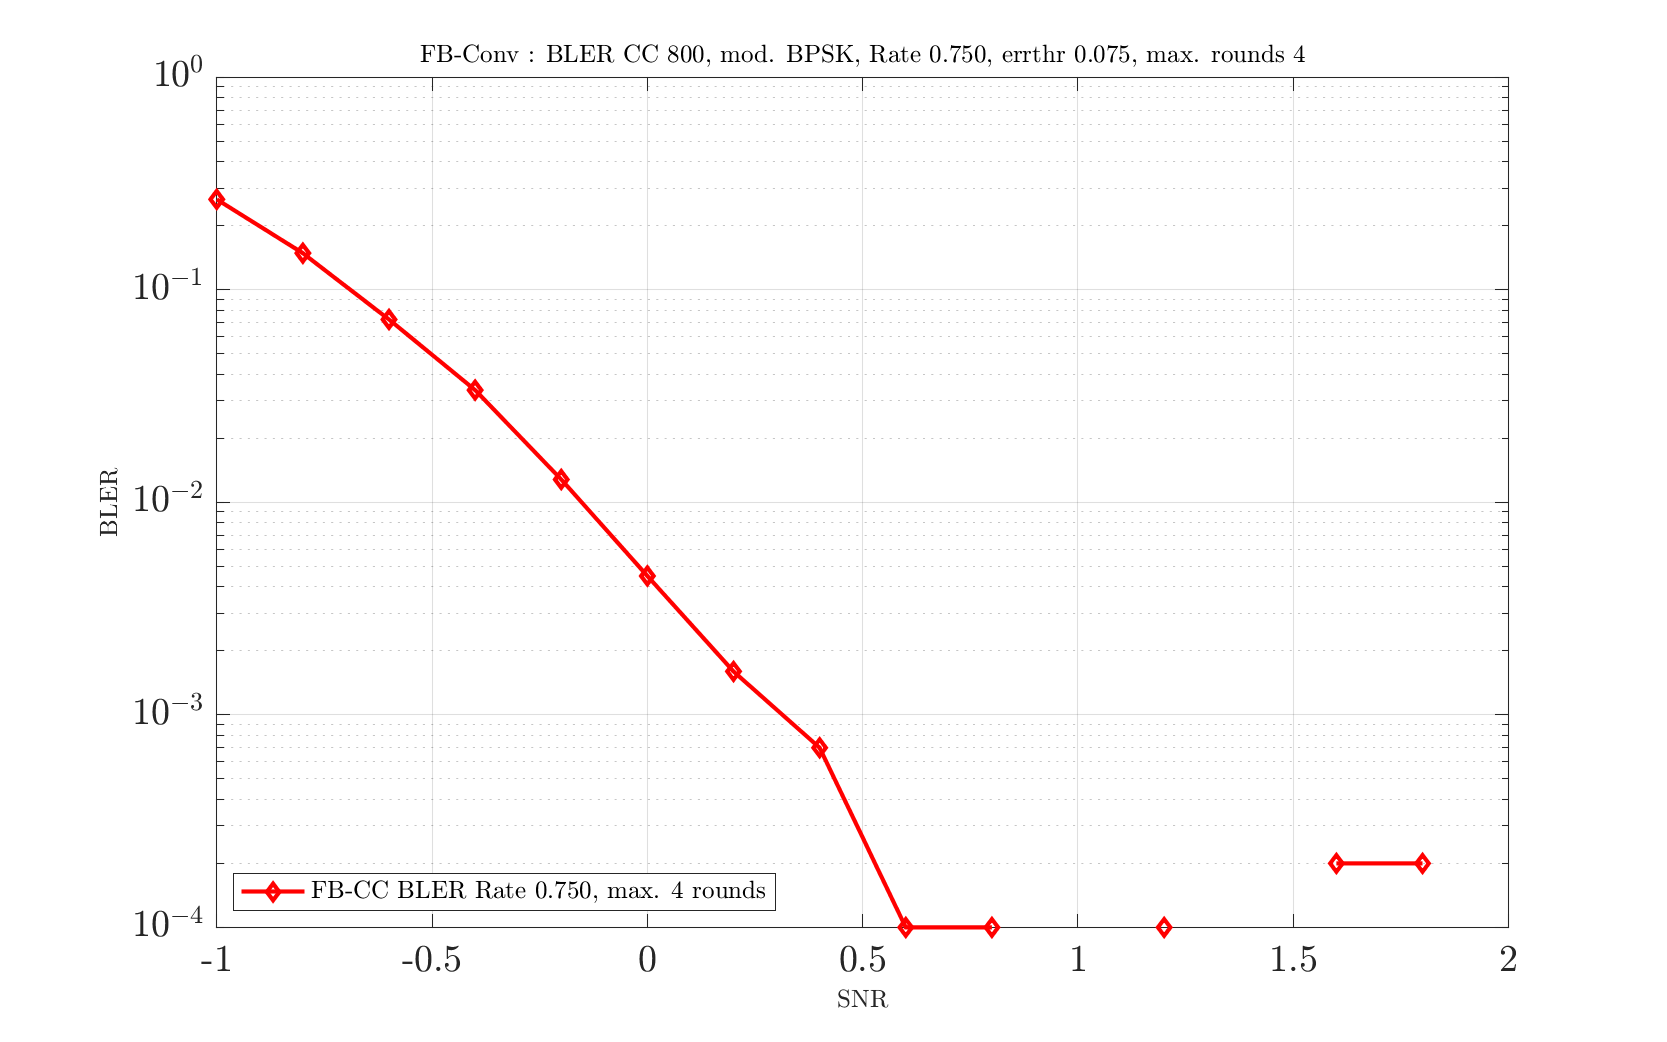 FB-Conv : BLER CC 800, mod. BPSK, Rate 0.750, errthr 0.075, max. rounds 4
10^0
10^-1
10^-2
10^-3
10^-4
BLER
FB-CC BLER Rate 0.750, max. 4 rounds
-1 -0.5 0 0.5 1 1.5 2
SNR